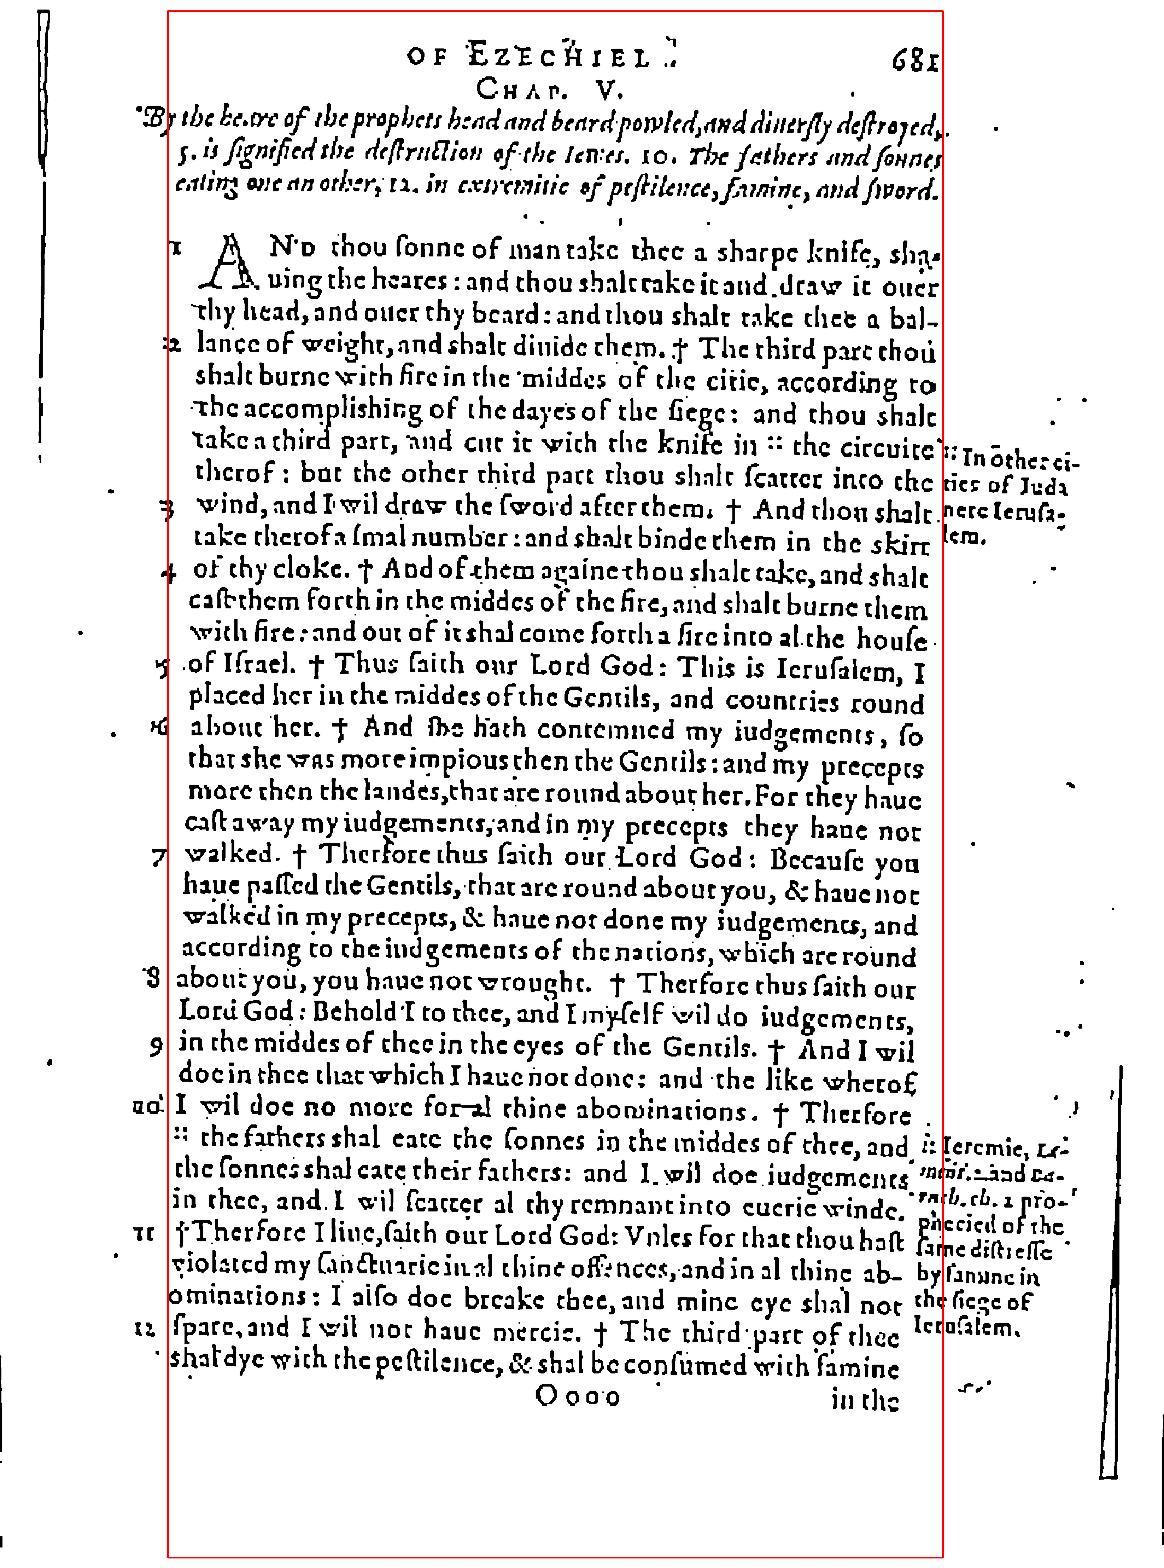 OF EZECHIEL.
681
CHAP. V.
By the heare of the prophets head and beard powled, and diuersly destroyed,
5. is signified the destruction of the Iewes. 10. The fathers and sonnes
eating one an other, 12. in extremitie of pestilence, famine, and sword.
1 AND thou sonne of man take thee a sharpe knife, sha-
uing the heares: and thou shalt take it and draw it ouer
thy head, and ouer thy beard: and thou shalt take thee a bal-
2 lance of weight, and shalt diuide them. † The third part thou
shalt burne with fire in the middes of the citie, according to
the accomplishing of the dayes of the siege: and thou shalt
take a third part, and cut it with the knife in :: the circuite
therof: but the other third part thou shalt scatter into the
3 wind, and I wil draw the sword after them. † And thou shalt
take therof a smal number: and shalt binde them in the skirt
4 of thy cloke. † And of them againe thou shalt take, and shalt
cast them forth in the middes of the fire, and shalt burne them
with fire: and out of it shal come forth a fire into al the house
5 of Israel. † Thus saith our Lord God: This is Ierusalem, I
placed her in the middes of the Gentils, and countries round
6 about her. † And she hath contemned my iudgements, so
that she was more impious then the Gentils: and my precepts
more then the landes, that are round about her. For they haue
cast away my iudgements, and in my precepts they haue not
7 walked. † Therfore thus saith our Lord God: Because you
haue passed the Gentils, that are round about you, & haue not
walked in my precepts, & haue not done my iudgements, and
according to the iudgements of the nations, which are round
8 about you, you haue not wrought. † Therfore thus saith our
Lord God: Behold I to thee, and I myself wil do iudgements,
9 in the middes of thee in the eyes of the Gentils. † And I wil
doe in thee that which I haue not done: and the like wherof
10 I wil doe no more for al thine abominations. † Therfore
:: the fathers shal eate the sonnes in the middes of thee, and
the sonnes shal eate their fathers: and I wil doe iudgements
in thee, and I wil scatter al thy remnant into euerie winde.
11 † Therfore I liue, saith our Lord God: Vnles for that thou hast
violated my sanctuarie in al thine offences, and in al thine ab-
ominations: I also doe breake thee, and mine eye shal not
12 spare, and I wil not haue mercie. † The third part of thee
shal dye with the pestilence, & shal be consumed with famine
Oooo
in the
:: In other ci-
ties of Juda
nere Ierusa-
lem.
:: Jeremie,
and Ba-
ruch. ch. 2 pro-
phecied of the
same distresse
by famine in
the siege of
Ierusalem.